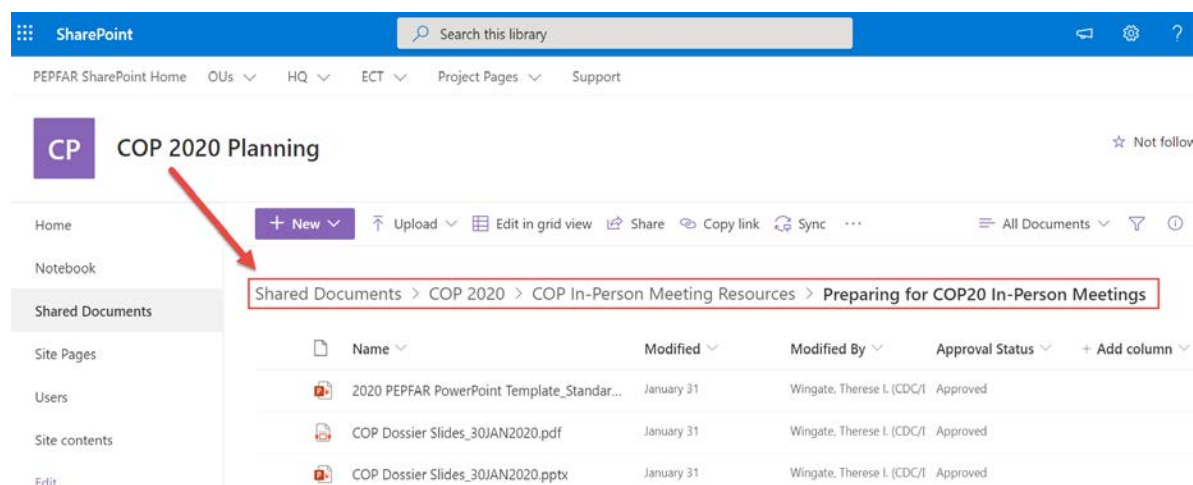 SharePoint
Search this library
?
PEPFAR SharePoint Home OUs HQ ECT Project Pages Support
CP COP 2020 Planning
Not follow
Home
Notebook
Shared Documents
Site Pages
Users
Site contents
Edit
+ New Upload Edit in grid view Share Copy link Sync ... All Documents
Shared Documents > COP 2020 > COP In-Person Meeting Resources > Preparing for COP20 In-Person Meetings
Name Modified Modified By Approval Status + Add column
2020 PEPFAR PowerPoint Template_Standar... January 31 Wingate, Therese I. (CDC/ Approved
COP Dossier Slides_30JAN2020.pdf January 31 Wingate, Therese I. (CDC/ Approved
COP Dossier Slides_30JAN2020.pptx January 31 Wingate, Therese I. (CDC/ Approved